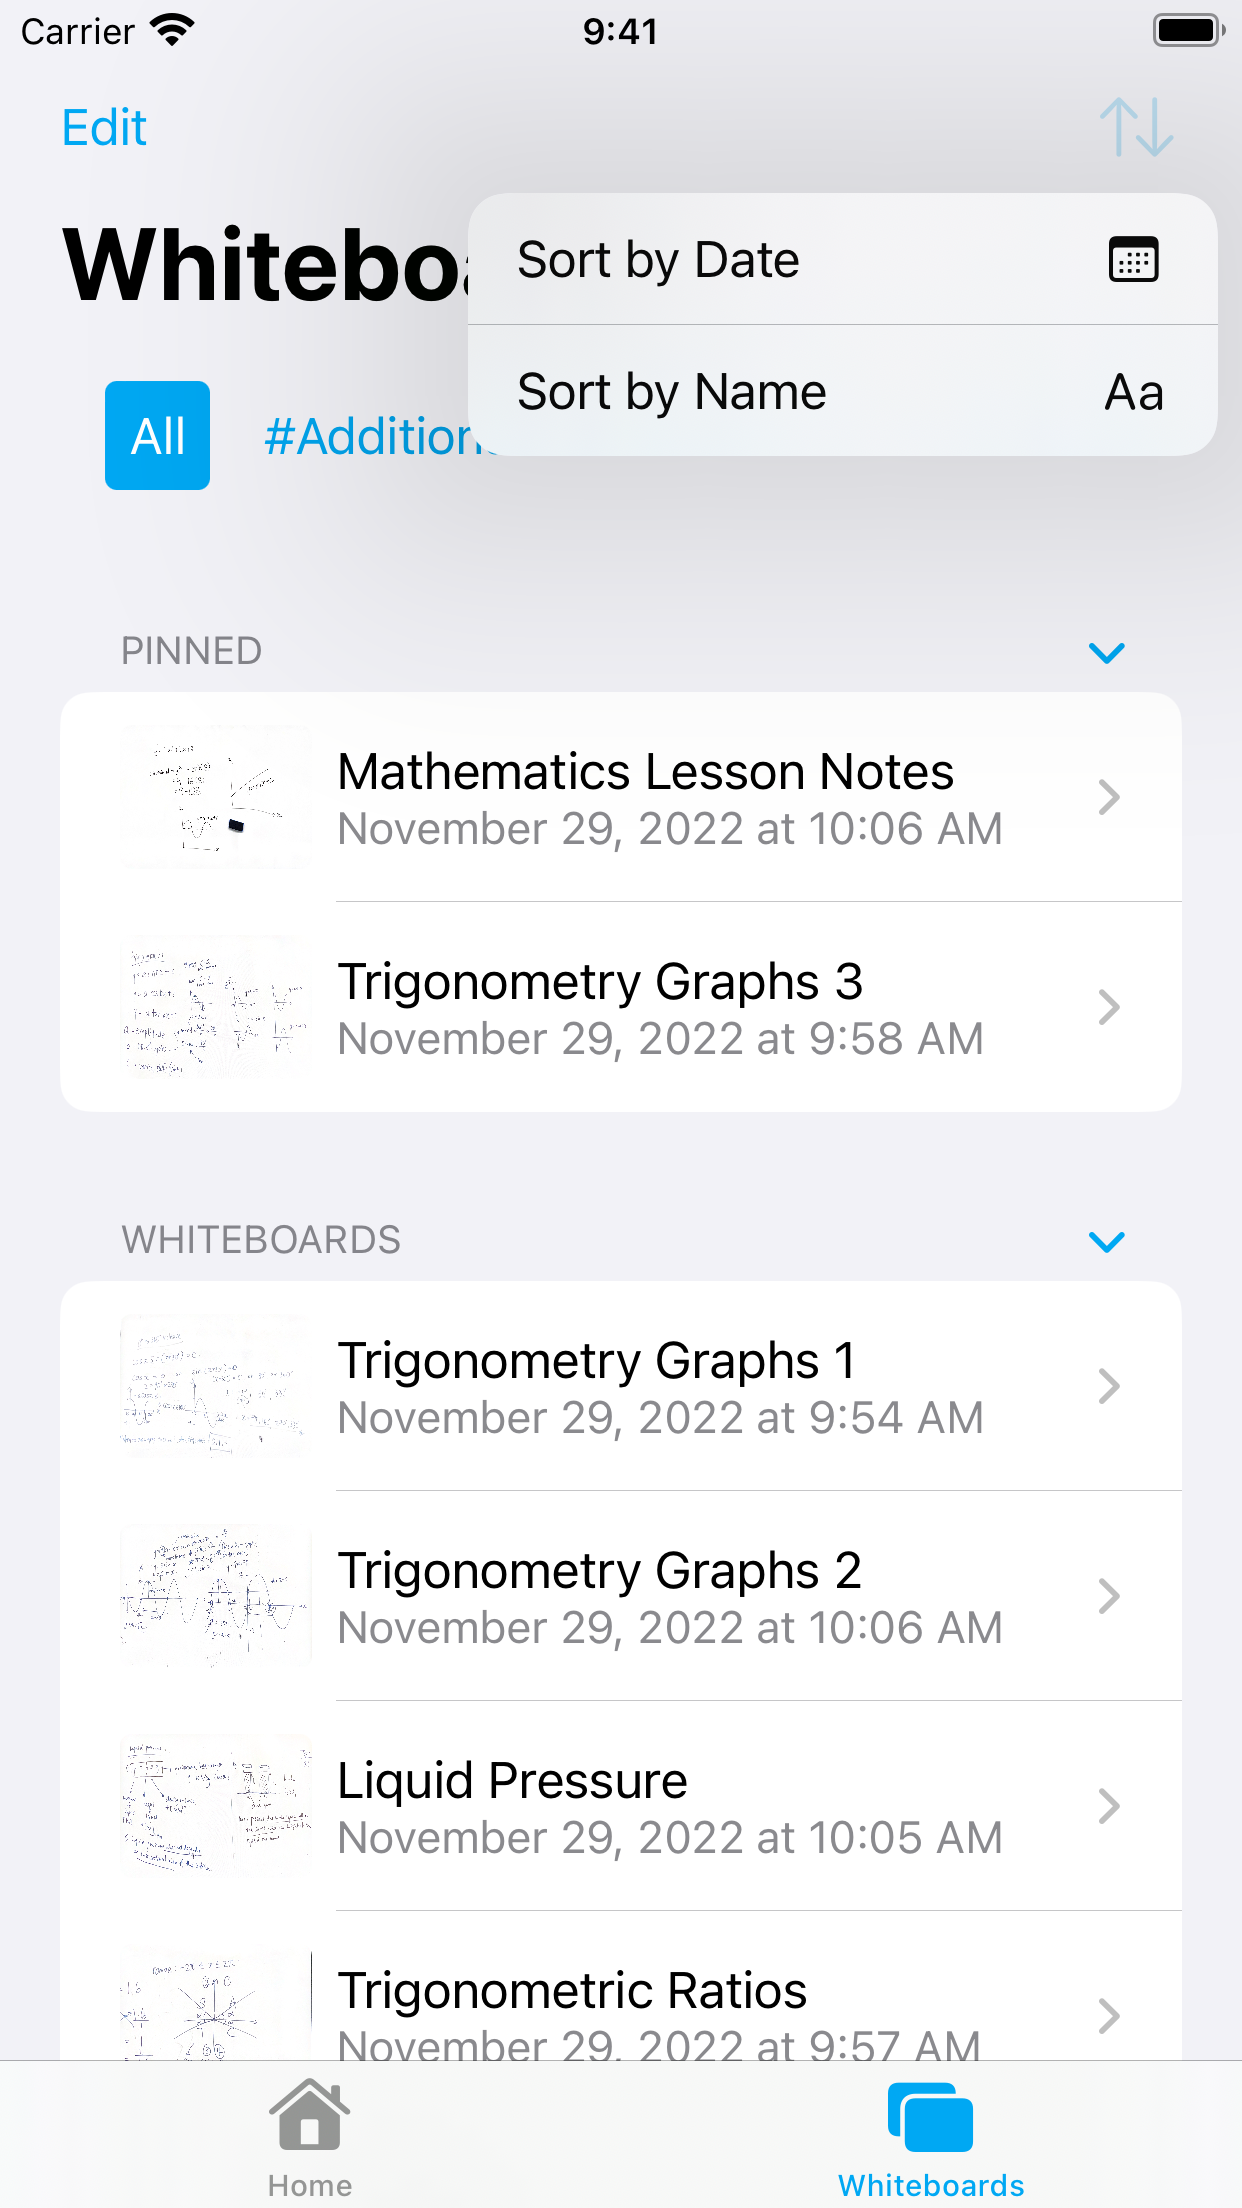 Carrier 9:41
Edit
Whiteboa
Sort by Date
Sort by Name Aa
All #Addition
PINNED
Mathematics Lesson Notes
November 29, 2022 at 10:06 AM
Trigonometry Graphs 3
November 29, 2022 at 9:58 AM
WHITEBOARDS
Trigonometry Graphs 1
November 29, 2022 at 9:54 AM
Trigonometry Graphs 2
November 29, 2022 at 10:06 AM
Liquid Pressure
November 29, 2022 at 10:05 AM
Trigonometric Ratios
November 29, 2022 at 9:57 AM
Home Whiteboards